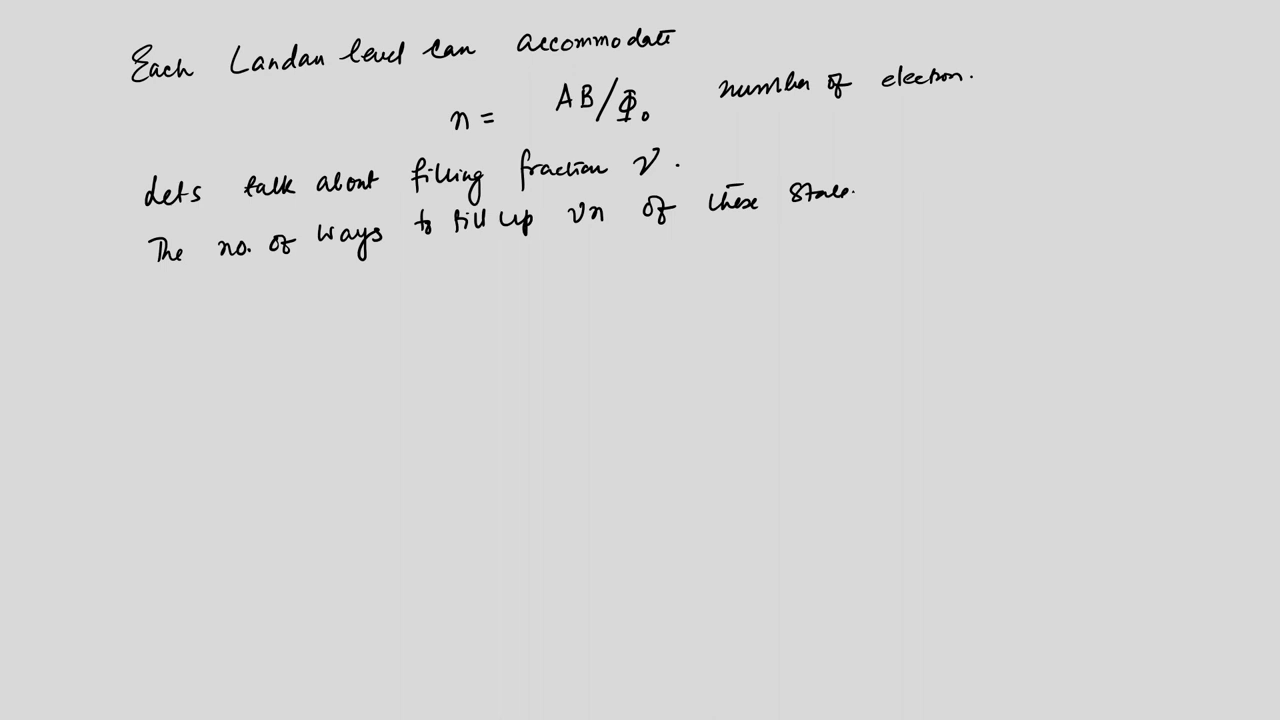 Each Landau level can accommodate
n = AB/Φ₀ number of electron.
Lets talk about filling fraction ν.
The no. of ways to fill up νn of these states.